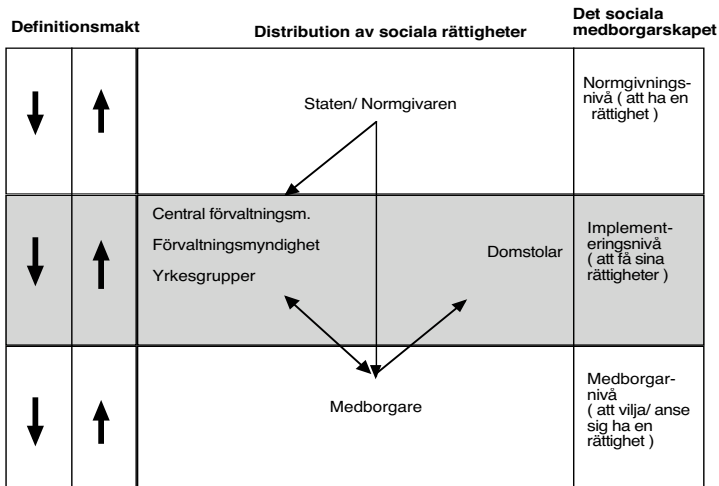 Definitionsmakt
Distribution av sociala rättigheter
Det sociala
medborgarskapet
Staten/ Normgivaren
Normgivnings-
nivå ( att ha en
rättighet )
Central förvaltningsm.
Förvaltningsmyndighet
Yrkesgrupper
Domstolar
Implement-
eringsnivå
( att få sina
rättigheter )
Medborgare
Medborgar-
nivå
( att vilja/ anse
sig ha en
rättighet )